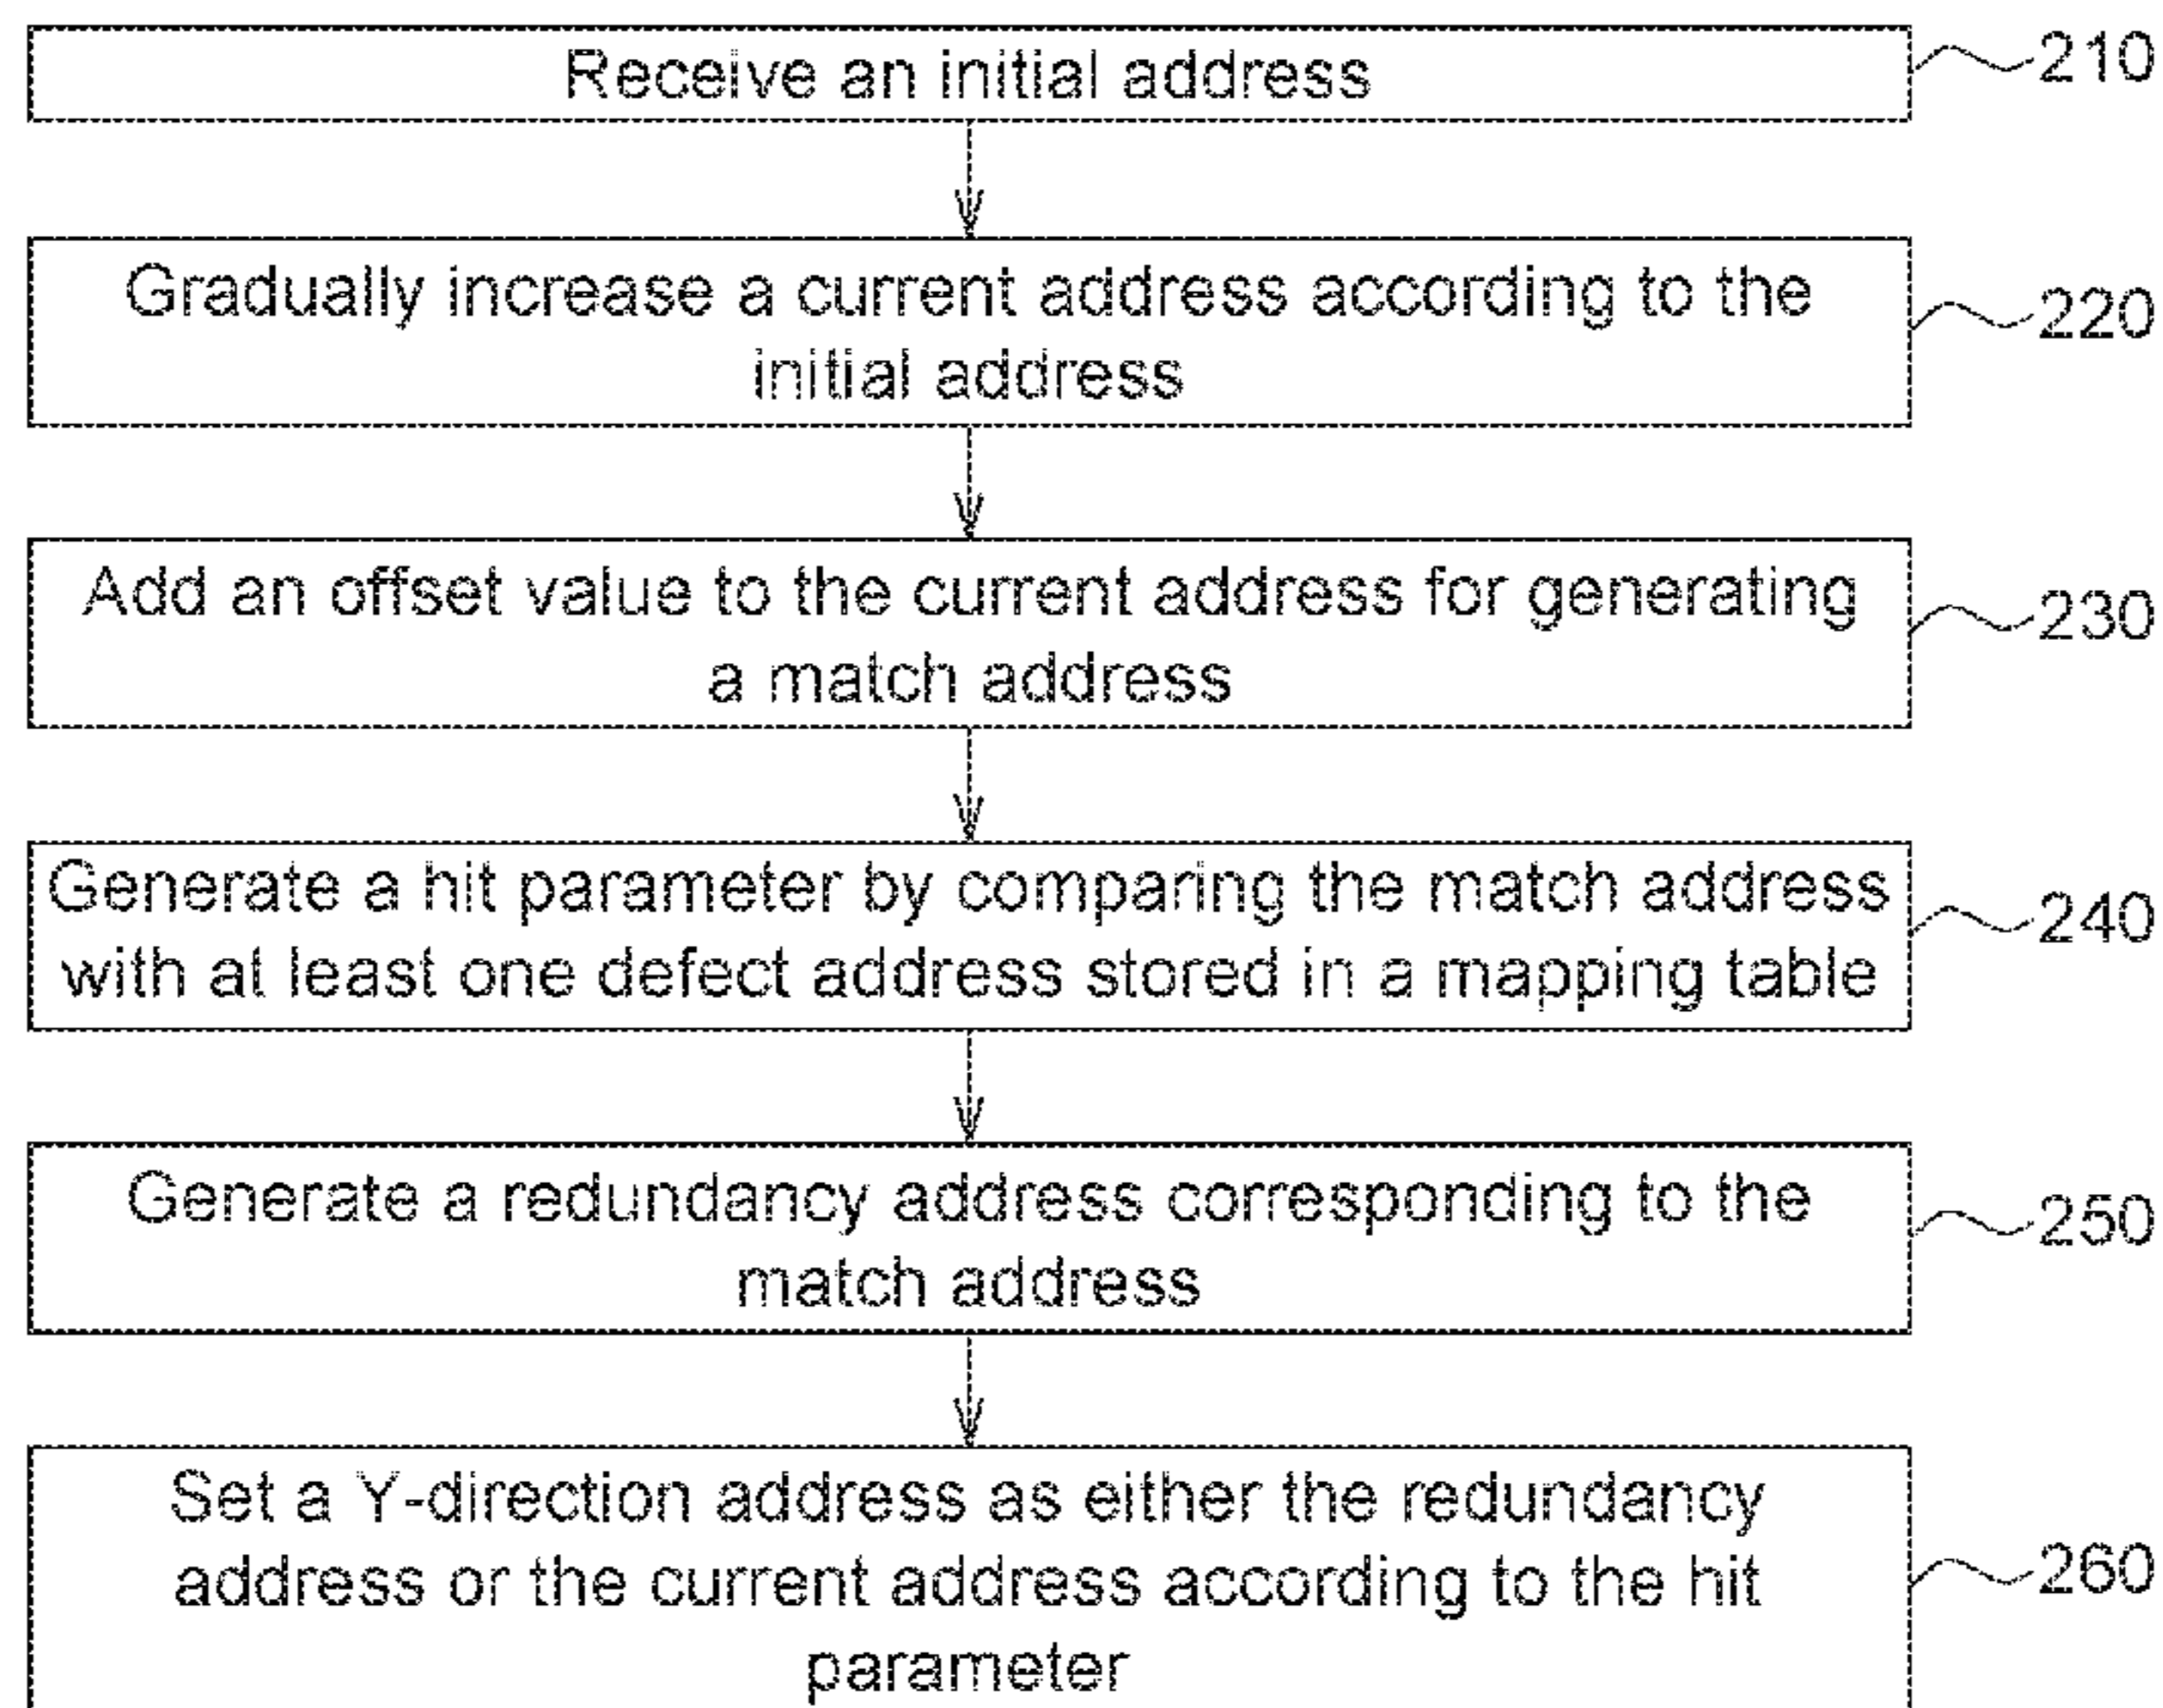 Receive an initial address
210
Gradually increase a current address according to the
initial address
220
Add an offset value to the current address for generating
a match address
230
Generate a hit parameter by comparing the match address
with at least one defect address stored in a mapping table
240
Generate a redundancy address corresponding to the
match address
250
Set a Y-direction address as either the redundancy
address or the current address according to the hit
parameter
260